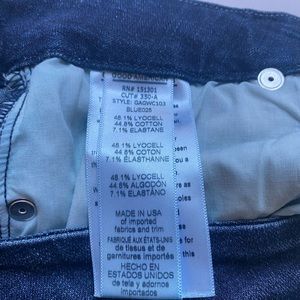 GOOD AMERICAN
RN# 151301
CUT# 330-A
STYLE: GAGWC103
BLUE026
48.1% LYOCELL
44.8% COTTON
7.1% ELASTANE
48.1% LYOCELL
44.8% COTON
7.1% ELASTHANNE
48.1% LYOCELL
44.8% ALGODÓN
7.1% ELASTANO
MADE IN USA
of imported
fabrics and trim
FABRIQUÉ AUX ÉTATS-UNIS
de tissus et de
garnitures importés
HECHO EN
ESTADOS UNIDOS
de tela y adornos